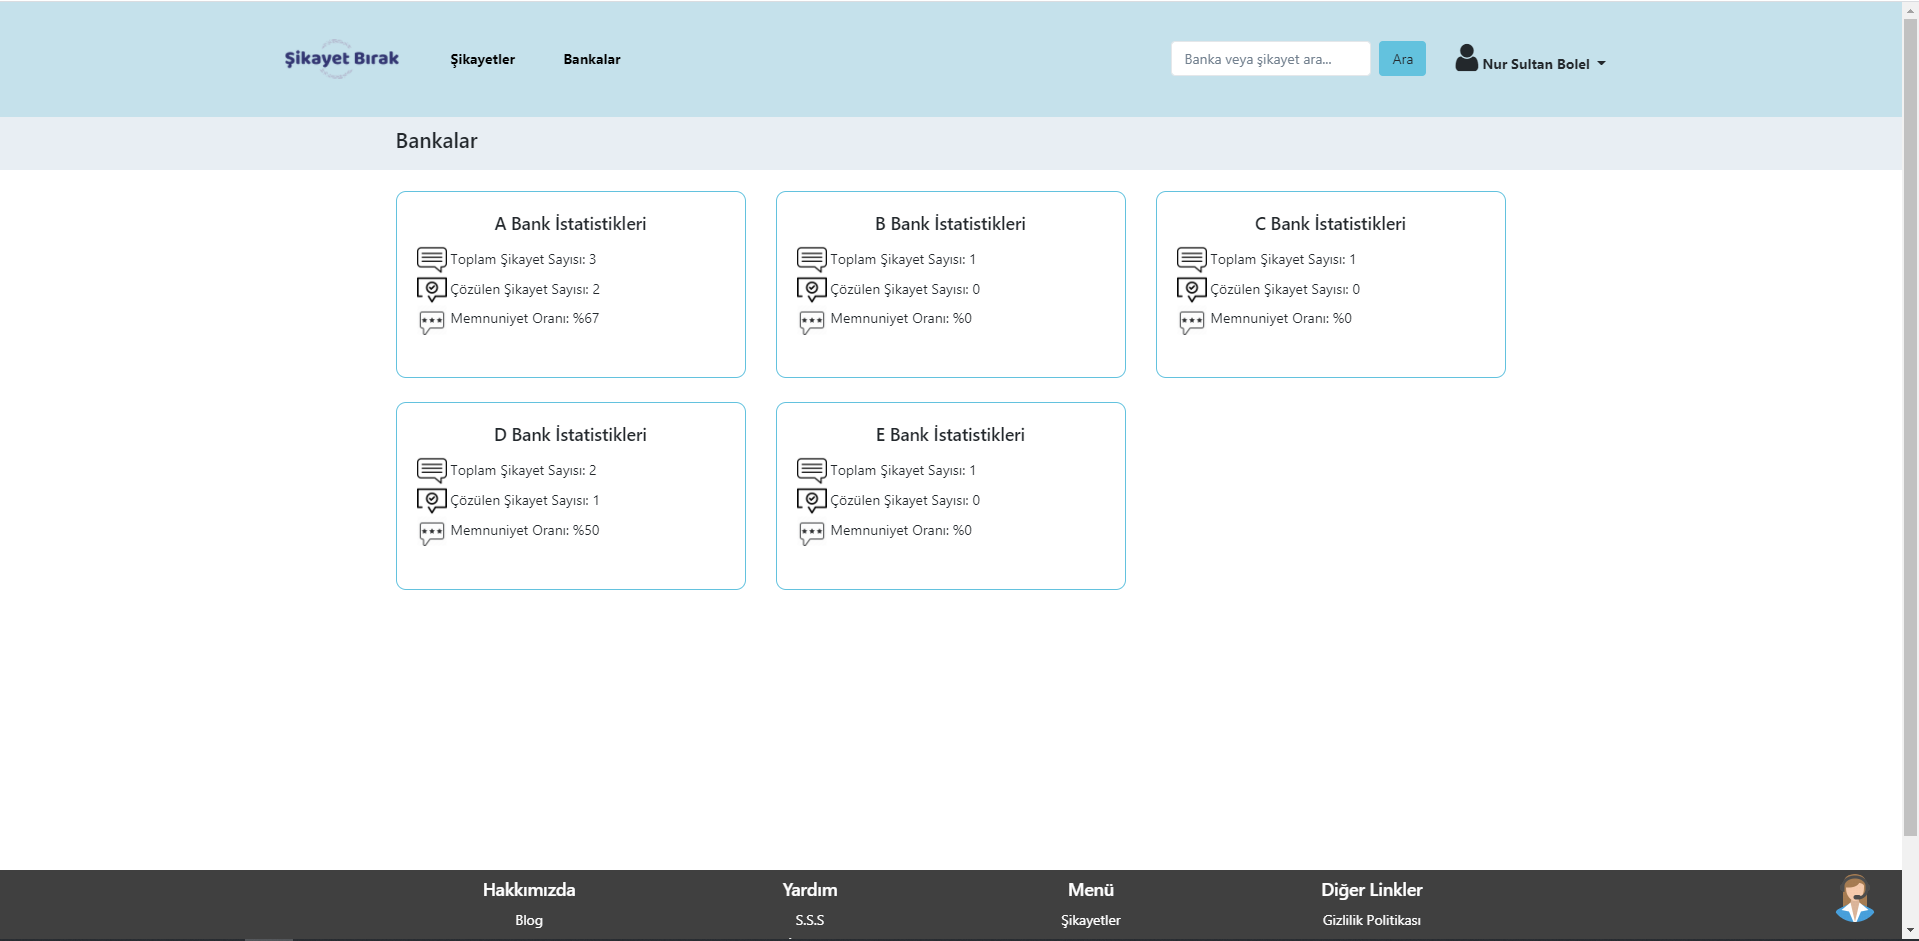 Şikayet Bırak
Şikayetler
Bankalar
Banka veya şikayet ara...
Ara
Nur Sultan Bolel
Bankalar
A Bank İstatistikleri
Toplam Şikayet Sayısı: 3
Çözülen Şikayet Sayısı: 2
Memnuniyet Oranı: %67
B Bank İstatistikleri
Toplam Şikayet Sayısı: 1
Çözülen Şikayet Sayısı: 0
Memnuniyet Oranı: %0
C Bank İstatistikleri
Toplam Şikayet Sayısı: 1
Çözülen Şikayet Sayısı: 0
Memnuniyet Oranı: %0
D Bank İstatistikleri
Toplam Şikayet Sayısı: 2
Çözülen Şikayet Sayısı: 1
Memnuniyet Oranı: %50
E Bank İstatistikleri
Toplam Şikayet Sayısı: 1
Çözülen Şikayet Sayısı: 0
Memnuniyet Oranı: %0
Hakkımızda
Blog
Yardım
S.S.S
Menü
Şikayetler
Diğer Linkler
Gizlilik Politikası